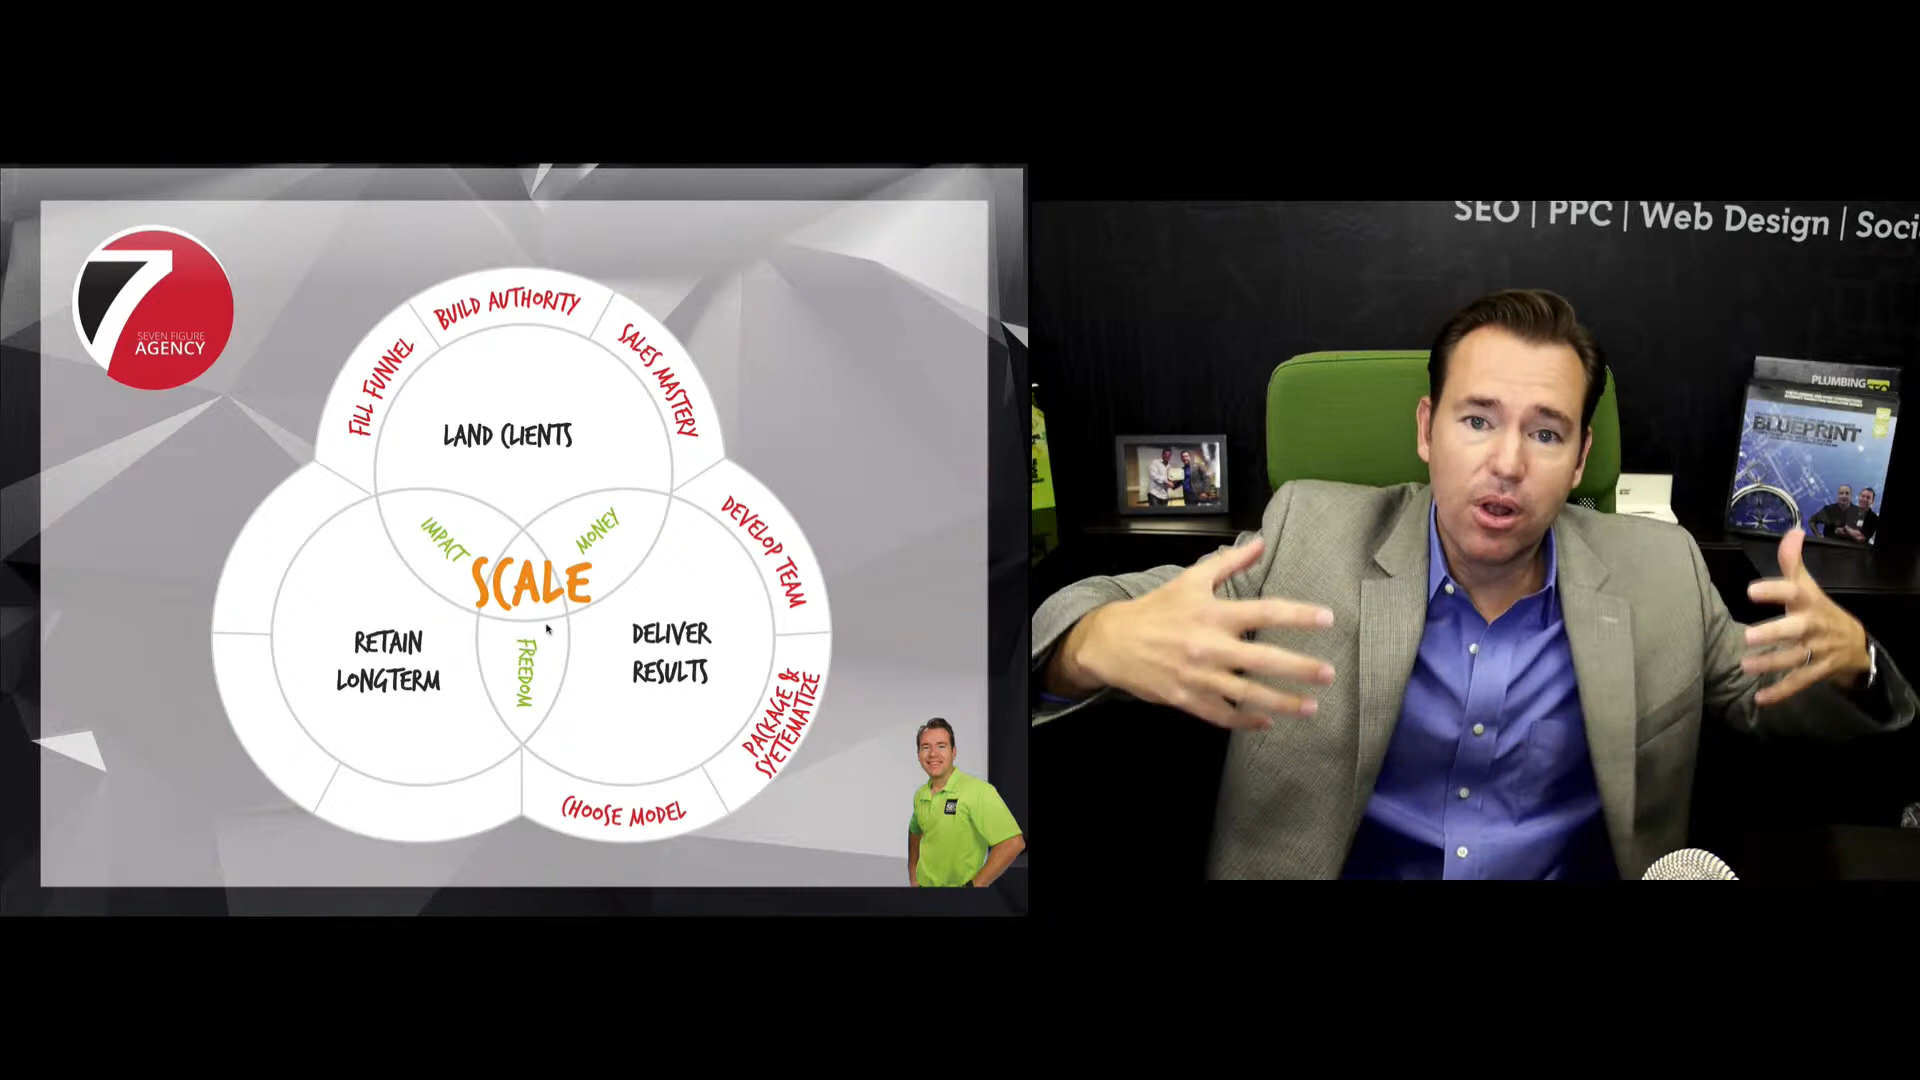 SEVEN FIGURE
AGENCY
FILL FUNNEL
BUILD AUTHORITY
SALES MASTERY
LAND CLIENTS
IMPACT
MONEY
SCALE
FREEDOM
RETAIN
LONGTERM
DELIVER
RESULTS
DEVELOP TEAM
PACKAGE &
SYETEMATIZE
CHOOSE MODEL
SEO | PPC | Web Design | Soci
PLUMBING
SEO
BLUEPRINT